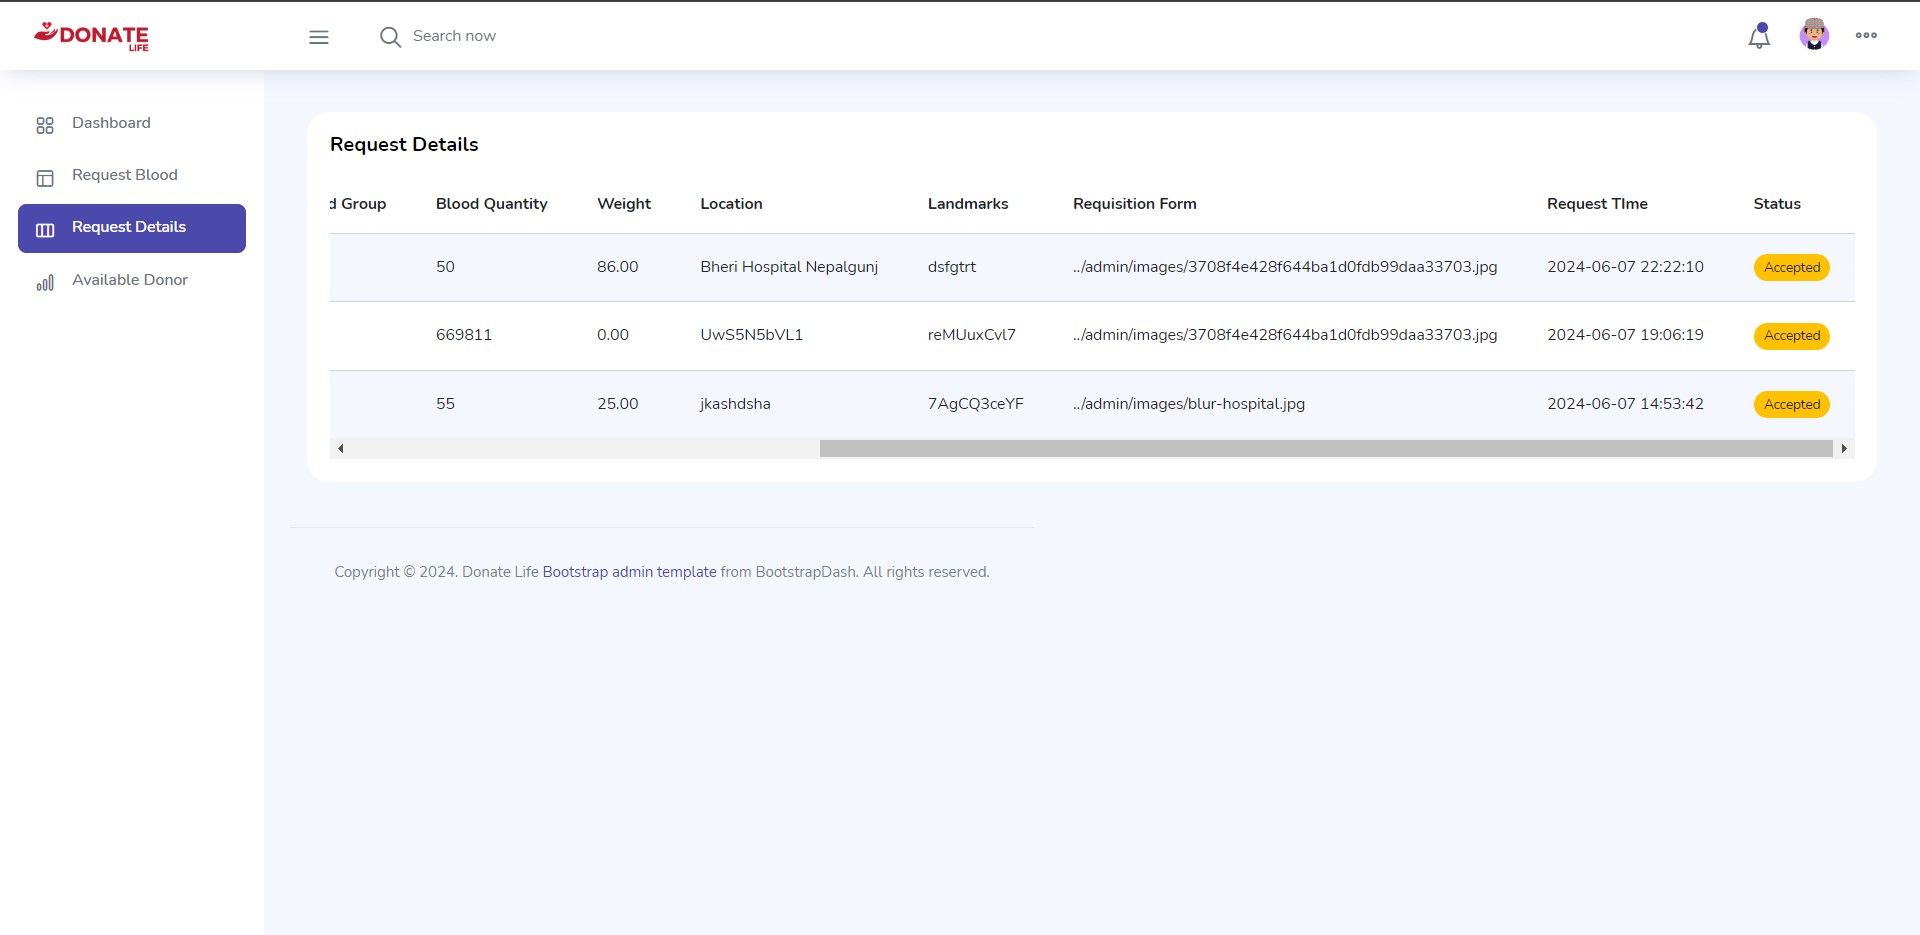 DONATE
LIFE
Search now
Dashboard
Request Blood
Request Details
Available Donor
Request Details
d Group Blood Quantity Weight Location Landmarks Requisition Form Request TIme Status
50 86.00 Bheri Hospital Nepalgunj dsfgtrt ../admin/images/3708f4e428f644ba1d0fdb99daa33703.jpg 2024-06-07 22:22:10 Accepted
669811 0.00 UwS5N5bVL1 reMUuxCvl7 ../admin/images/3708f4e428f644ba1d0fdb99daa33703.jpg 2024-06-07 19:06:19 Accepted
55 25.00 jkashdsha 7AgCQ3ceYF ../admin/images/blur-hospital.jpg 2024-06-07 14:53:42 Accepted
Copyright © 2024. Donate Life Bootstrap admin template from BootstrapDash. All rights reserved.